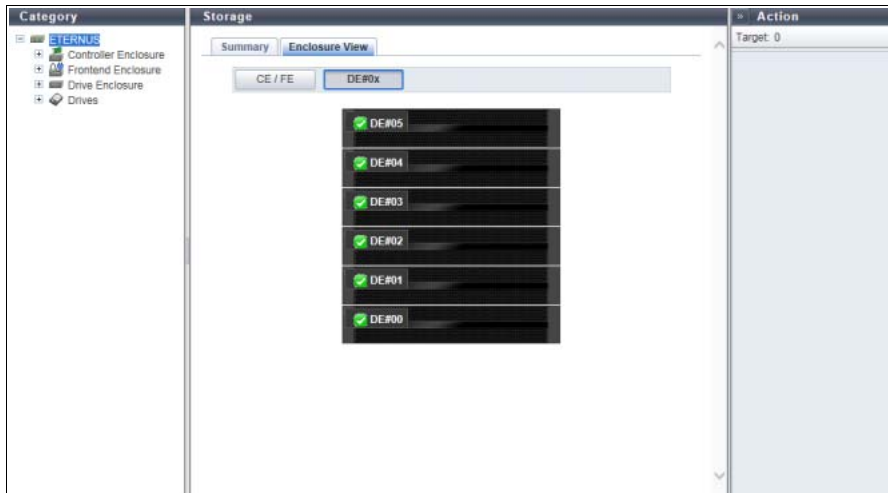 Category
ETERNUS
Controller Enclosure
Frontend Enclosure
Drive Enclosure
Drives
Storage
Summary
Enclosure View
CE / FE
DE#0x
DE#05
DE#04
DE#03
DE#02
DE#01
DE#00
» Action
Target: 0